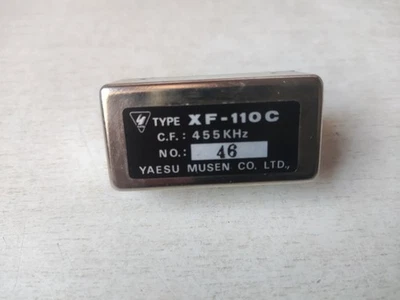 TYPE XF-110C
C.F.: 455KHz
NO.: 46
YAESU MUSEN CO. LTD.,